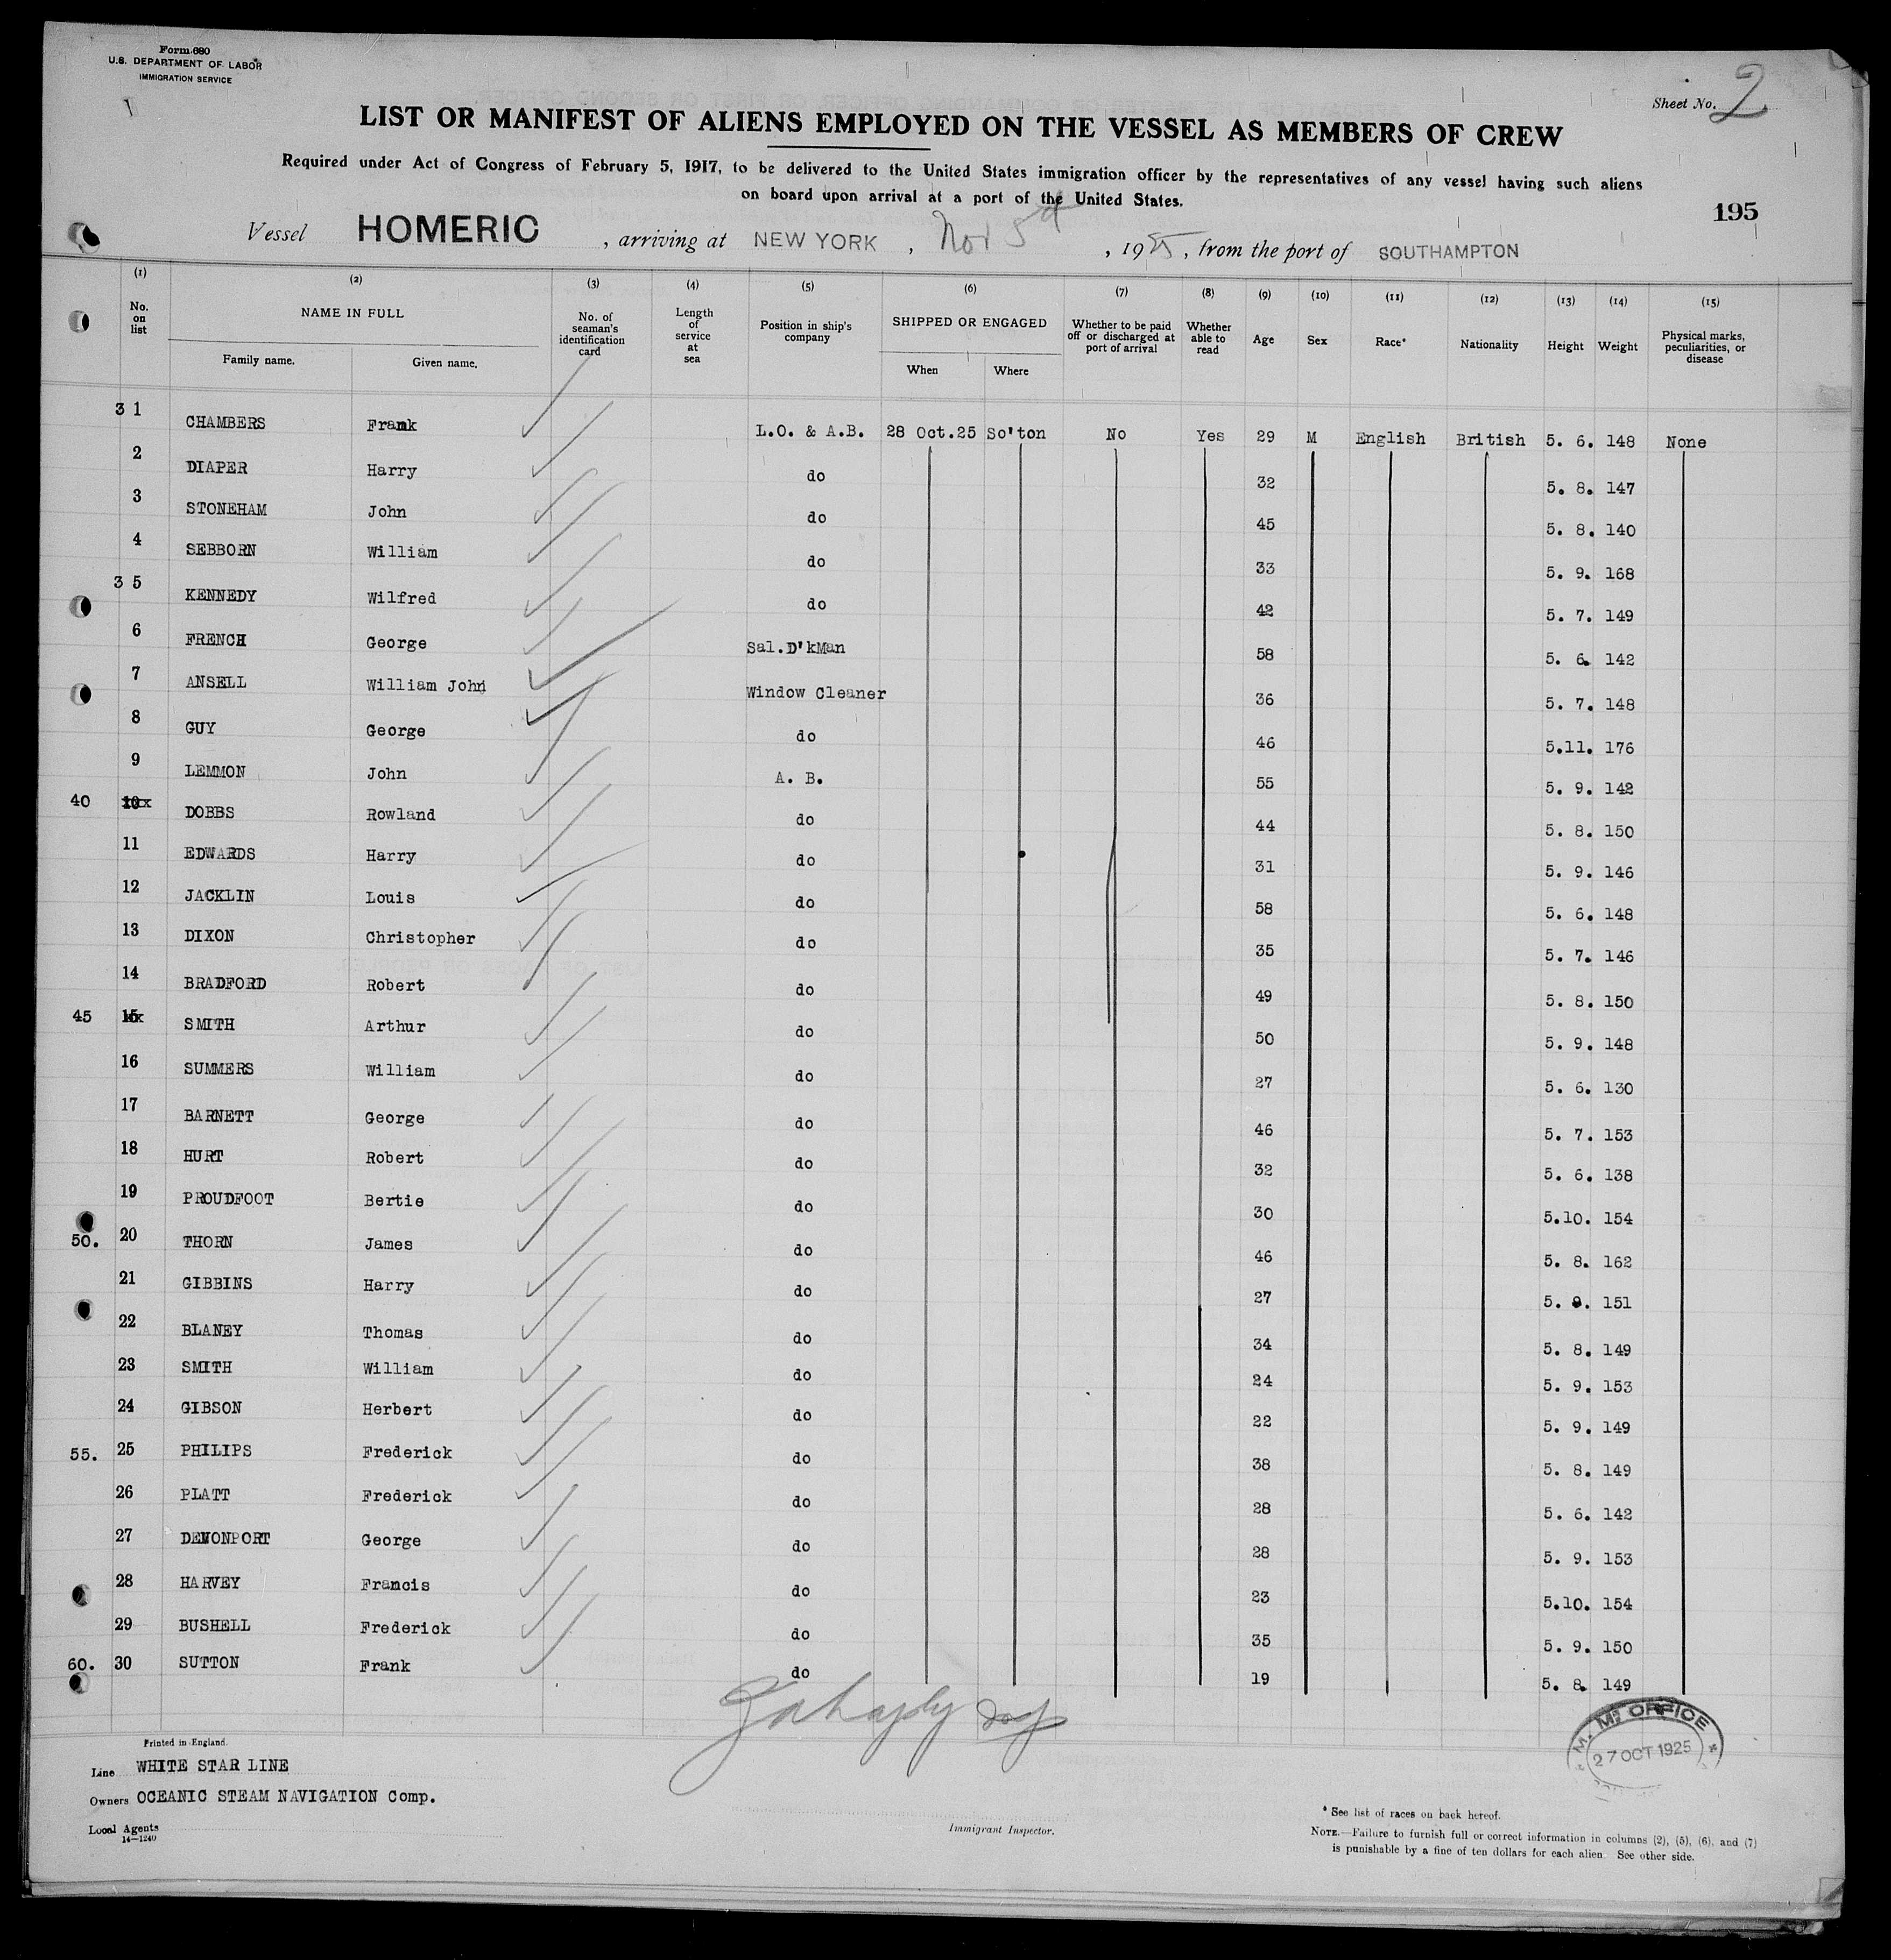 Form 680
U.S. DEPARTMENT OF LABOR
IMMIGRATION SERVICE
Sheet No. 2
LIST OR MANIFEST OF ALIENS EMPLOYED ON THE VESSEL AS MEMBERS OF CREW
Required under Act of Congress of February 5, 1917, to be delivered to the United States immigration officer by the representatives of any vessel having such aliens
on board upon arrival at a port of the United States.
195
Vessel HOMERIC , arriving at NEW YORK , Nov 5th , 1925, from the port of SOUTHAMPTON
(1) (2) (3) (4) (5) (6) (7) (8) (9) (10) (11) (12) (13) (14) (15)
No. on list NAME IN FULL Family name. Given name. No. of seaman's identification card Length of service at sea Position in ship's company SHIPPED OR ENGAGED When Where Whether to be paid off or discharged at port of arrival Whether able to read Age Sex Race* Nationality Height Weight Physical marks, peculiarities, or disease
3 1 CHAMBERS Frank L.O. & A.B. 28 Oct.25 So'ton No Yes 29 M English British 5. 6. 148 None
2 DIAPER Harry do 32 5. 8. 147
3 STONEHAM John do 45 5. 8. 140
4 SEBBORN William do 33 5. 9. 168
3 5 KENNEDY Wilfred do 42 5. 7. 149
6 FRENCH George Sal.D'kMan 58 5. 6. 142
7 ANSELL William John Window Cleaner 36 5. 7. 148
8 GUY George do 46 5.11. 176
9 LEMMON John A. B. 55 5. 9. 142
40 10 DOBBS Rowland do 44 5. 8. 150
11 EDWARDS Harry do 31 5. 9. 146
12 JACKLIN Louis do 58 5. 6. 148
13 DIXON Christopher do 35 5. 7. 146
14 BRADFORD Robert do 49 5. 8. 150
45 15 SMITH Arthur do 50 5. 9. 148
16 SUMMERS William do 27 5. 6. 130
17 BARNETT George do 46 5. 7. 153
18 HURT Robert do 32 5. 6. 138
19 PROUDFOOT Bertie do 30 5.10. 154
50. 20 THORN James do 46 5. 8. 162
21 GIBBINS Harry do 27 5. 151
22 BLANEY Thomas do 34 5. 8. 149
23 SMITH William do 24 5. 9. 153
24 GIBSON Herbert do 22 5. 9. 149
55. 25 PHILIPS Frederick do 38 5. 8. 149
26 PLATT Frederick do 28 5. 6. 142
27 DEVONPORT George do 28 5. 9. 153
28 HARVEY Francis do 23 5.10. 154
29 BUSHELL Frederick do 35 5. 9. 150
60. 30 SUTTON Frank do 19 5. 8. 149
Printed in England.
Line WHITE STAR LINE
Owners OCEANIC STEAM NAVIGATION Comp.
Local Agents
14—1240
Immigrant Inspector.
M. M. OFFICE
27 OCT 1925
* See list of races on back hereof.
NOTE.—Failure to furnish full or correct information in columns (2), (5), (6), and (7)
is punishable by a fine of ten dollars for each alien. See other side.